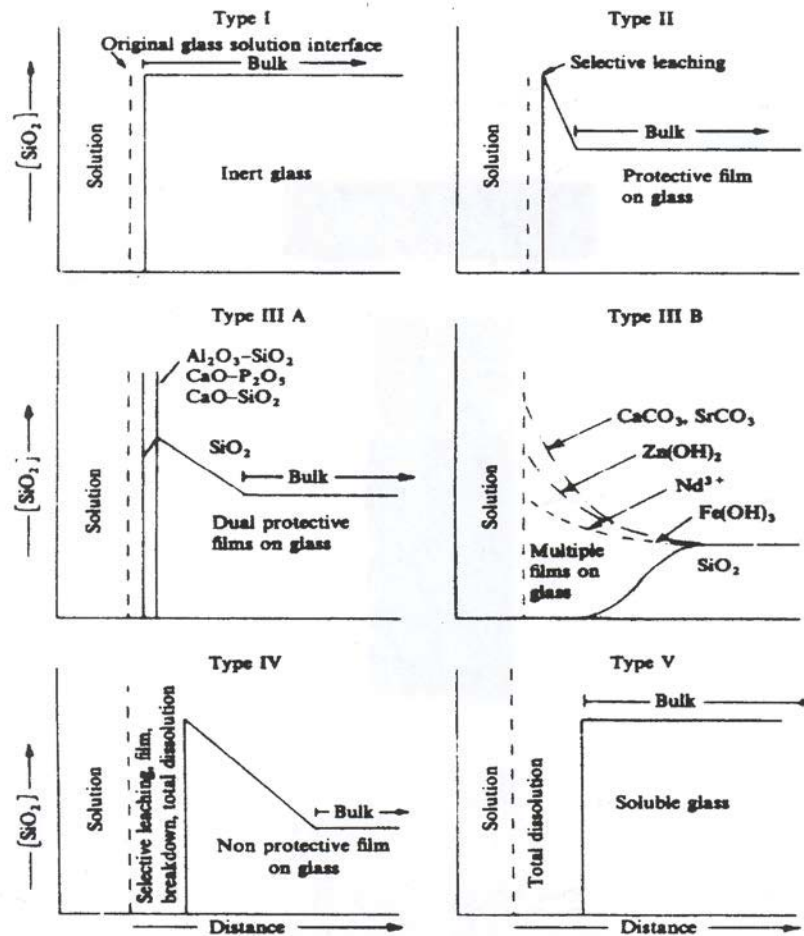 Type I
Original glass solution interface
Bulk
[SiO₂]
Solution
Inert glass
Type II
Selective leaching
Bulk
Solution
Protective film
on glass
Type III A
Al₂O₃–SiO₂
CaO–P₂O₅
CaO–SiO₂
SiO₂
Bulk
[SiO₂]
Solution
Dual protective
films on glass
Type III B
CaCO₃, SrCO₃
Zn(OH)₂
Nd³⁺
Fe(OH)₃
Solution
Multiple
films on
glass
SiO₂
Type IV
[SiO₂]
Solution
Selective leaching, film,
breakdown, total dissolution
Bulk
Non protective film
on glass
Distance
Type V
Bulk
Solution
Total dissolution
Soluble glass
Distance